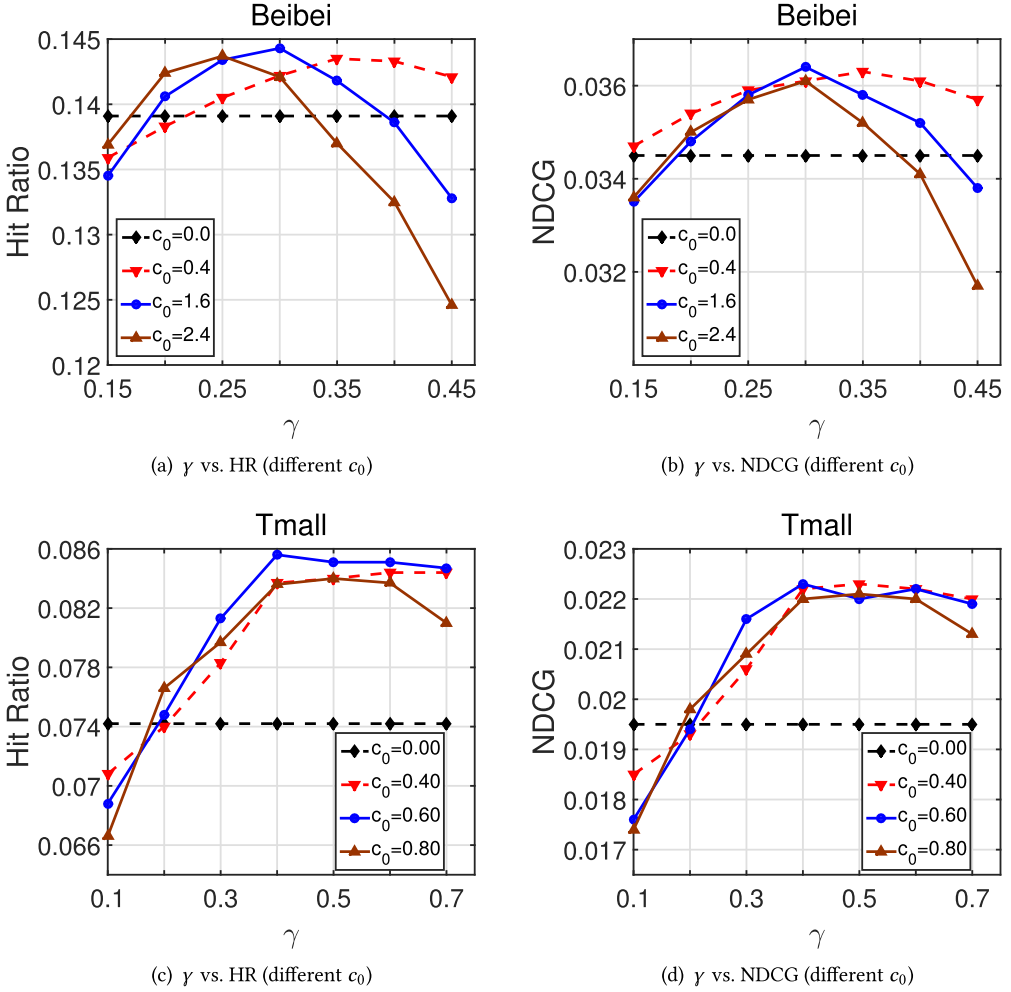 Beibei
0.145
0.14
0.135
0.13
0.125
0.12
Hit Ratio
c0=0.0
c0=0.4
c0=1.6
c0=2.4
0.15 0.25 0.35 0.45
γ
(a) γ vs. HR (different c0)
Beibei
0.036
0.034
0.032
NDCG
c0=0.0
c0=0.4
c0=1.6
c0=2.4
0.15 0.25 0.35 0.45
γ
(b) γ vs. NDCG (different c0)
Tmall
0.086
0.082
0.078
0.074
0.07
0.066
Hit Ratio
c0=0.00
c0=0.40
c0=0.60
c0=0.80
0.1 0.3 0.5 0.7
γ
(c) γ vs. HR (different c0)
Tmall
0.023
0.022
0.021
0.02
0.019
0.018
0.017
NDCG
c0=0.00
c0=0.40
c0=0.60
c0=0.80
0.1 0.3 0.5 0.7
γ
(d) γ vs. NDCG (different c0)